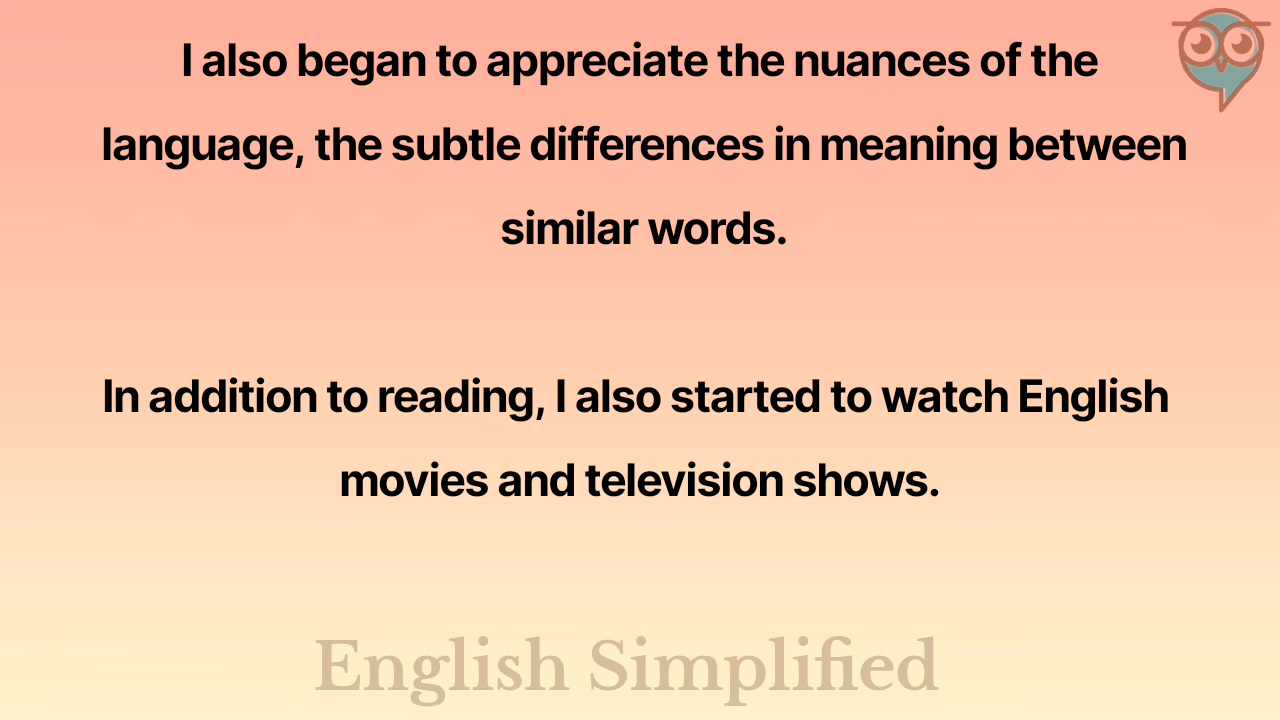 I also began to appreciate the nuances of the
language, the subtle differences in meaning between
similar words.
In addition to reading, I also started to watch English
movies and television shows.
English Simplified